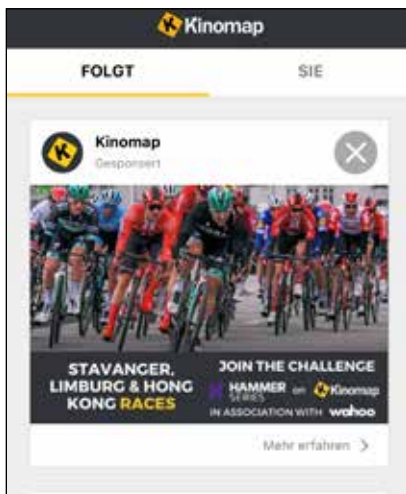 Kinomap
FOLGT SIE
Kinomap
Gesponsert
STAVANGER,
LIMBURG & HONG
KONG RACES
JOIN THE CHALLENGE
HAMMER SERIES on Kinomap
IN ASSOCIATION WITH wahoo
Mehr erfahren >